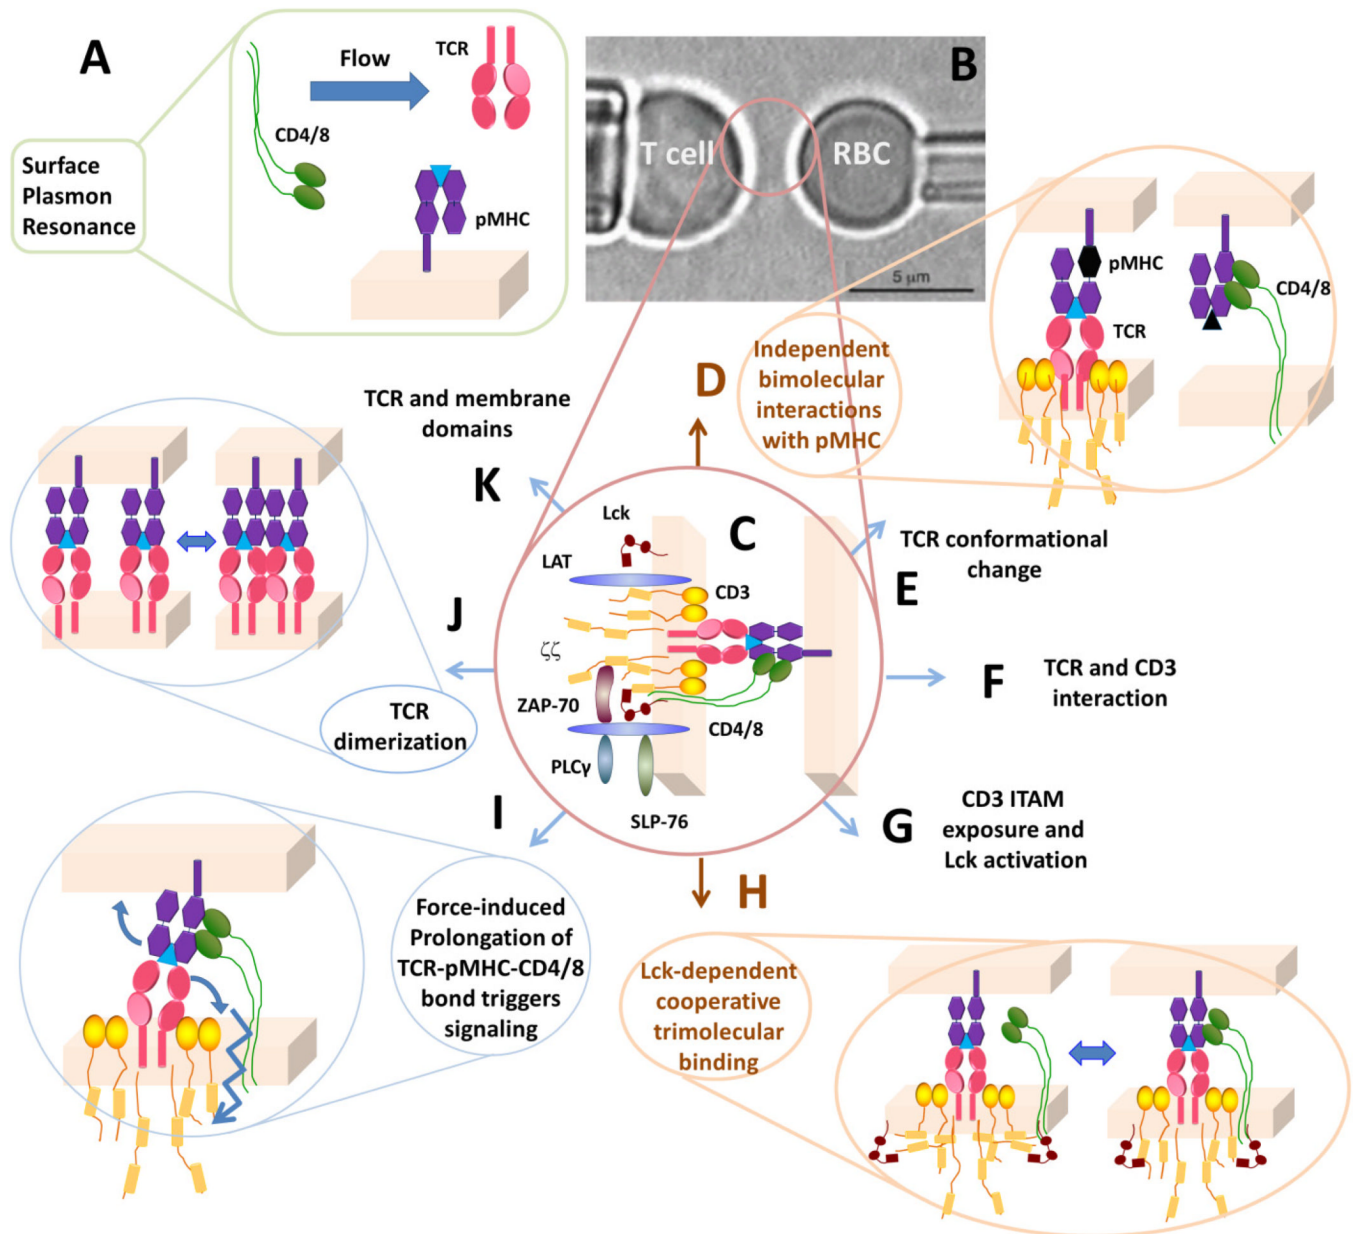 A
Surface
Plasmon
Resonance
Flow
TCR
CD4/8
pMHC
B
T cell
RBC
5 μm
pMHC
CD4/8
TCR
D
Independent
bimolecular
interactions
with pMHC
TCR and membrane
domains
K
C
Lck
LAT
CD3
ζζ
ZAP-70
CD4/8
PLCγ
SLP-76
TCR conformational
change
E
F
TCR and CD3
interaction
J
TCR
dimerization
I
G
CD3 ITAM
exposure and
Lck activation
H
Force-induced
Prolongation of
TCR-pMHC-CD4/8
bond triggers
signaling
Lck-dependent
cooperative
trimolecular
binding